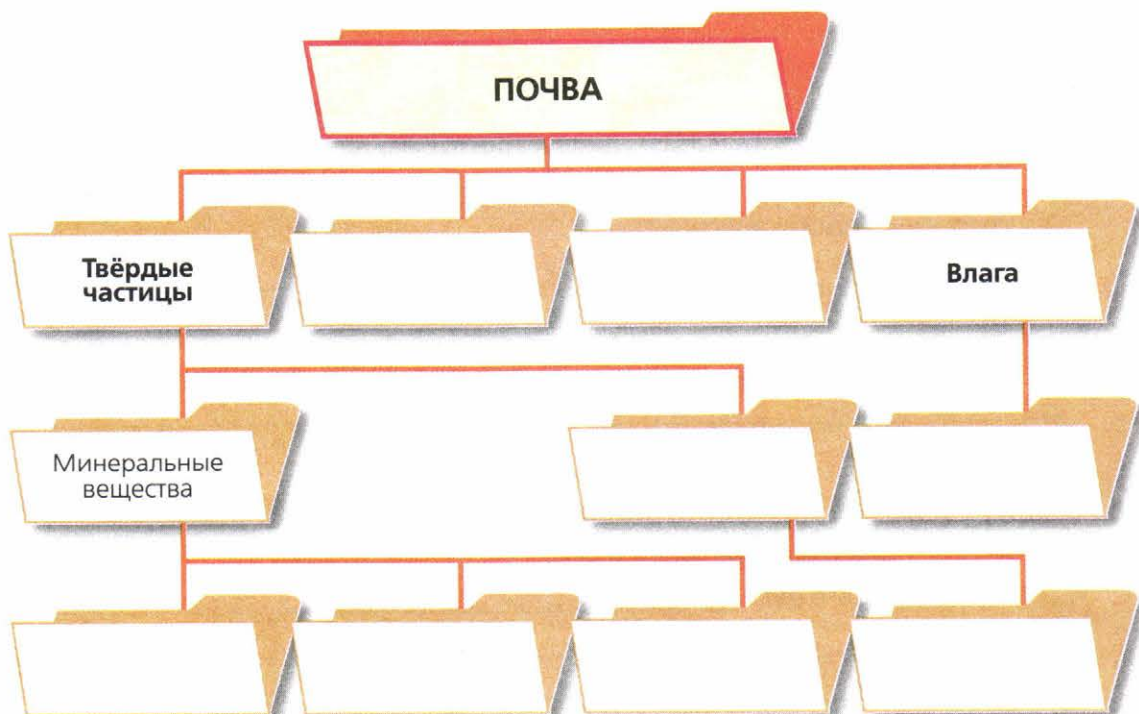 ПОЧВА
Твёрдые
частицы
Влага
Минеральные
вещества